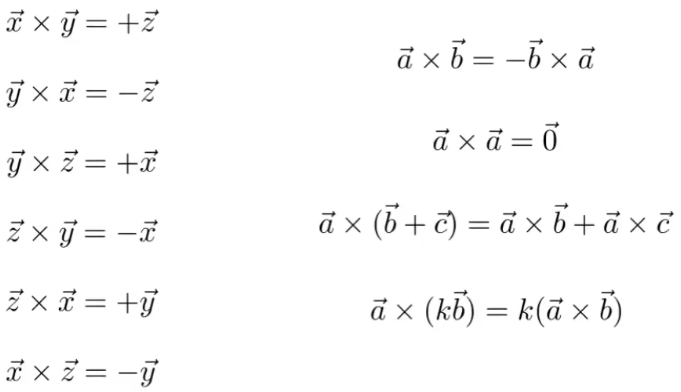 x⃗ × y⃗ = +z⃗
y⃗ × x⃗ = −z⃗
y⃗ × z⃗ = +x⃗
z⃗ × y⃗ = −x⃗
z⃗ × x⃗ = +y⃗
x⃗ × z⃗ = −y⃗
a⃗ × b⃗ = −b⃗ × a⃗
a⃗ × a⃗ = 0⃗
a⃗ × (b⃗ + c⃗) = a⃗ × b⃗ + a⃗ × c⃗
a⃗ × (kb⃗) = k(a⃗ × b⃗)